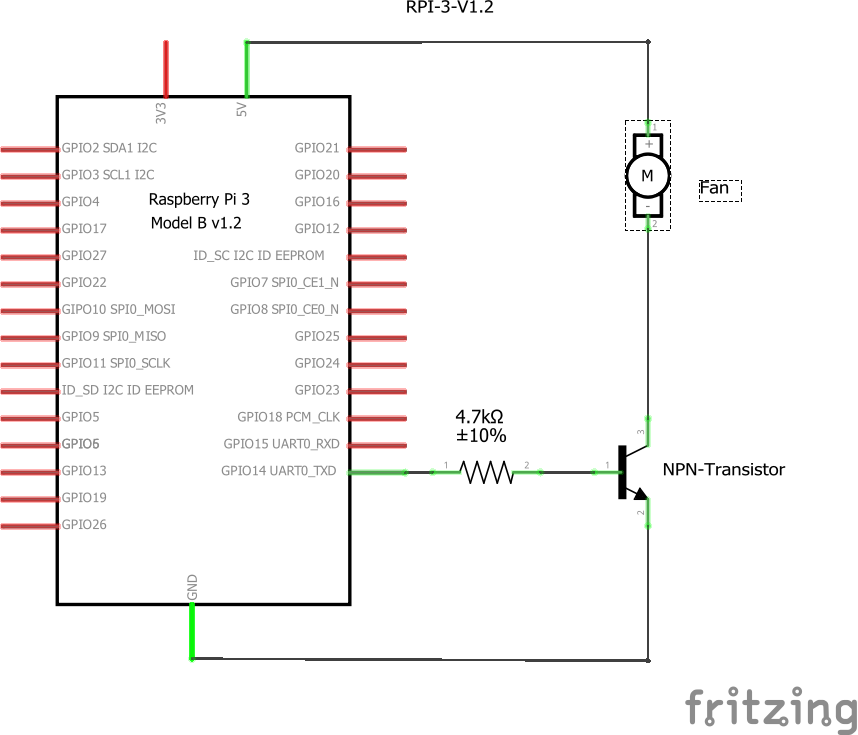 RPI-3-V1.2
3V3
5V
GPIO2 SDA1 I2C
GPIO3 SCL1 I2C
GPIO4
GPIO17
GPIO27
GPIO22
GIPO10 SPI0_MOSI
GPIO9 SPI0_MISO
GPIO11 SPI0_SCLK
ID_SD I2C ID EEPROM
GPIO5
GPIO6
GPIO13
GPIO19
GPIO26
Raspberry Pi 3
Model B v1.2
GPIO21
GPIO20
GPIO16
GPIO12
ID_SC I2C ID EEPROM
GPIO7 SPI0_CE1_N
GPIO8 SPI0_CE0_N
GPIO25
GPIO24
GPIO23
GPIO18 PCM_CLK
GPIO15 UART0_RXD
GPIO14 UART0_TXD
GND
4.7kΩ
±10%
1
2
1
+
M
-
2
Fan
3
1
2
NPN-Transistor
fritzing